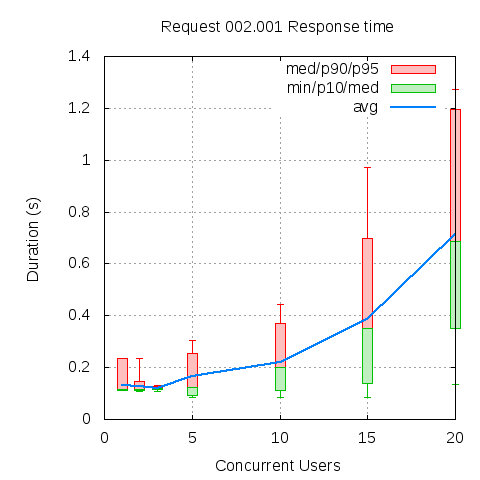 Request 002.001 Response time
1.4
1.2
1
0.8
0.6
0.4
0.2
0
Duration (s)
med/p90/p95
min/p10/med
avg
0
5
10
15
20
Concurrent Users